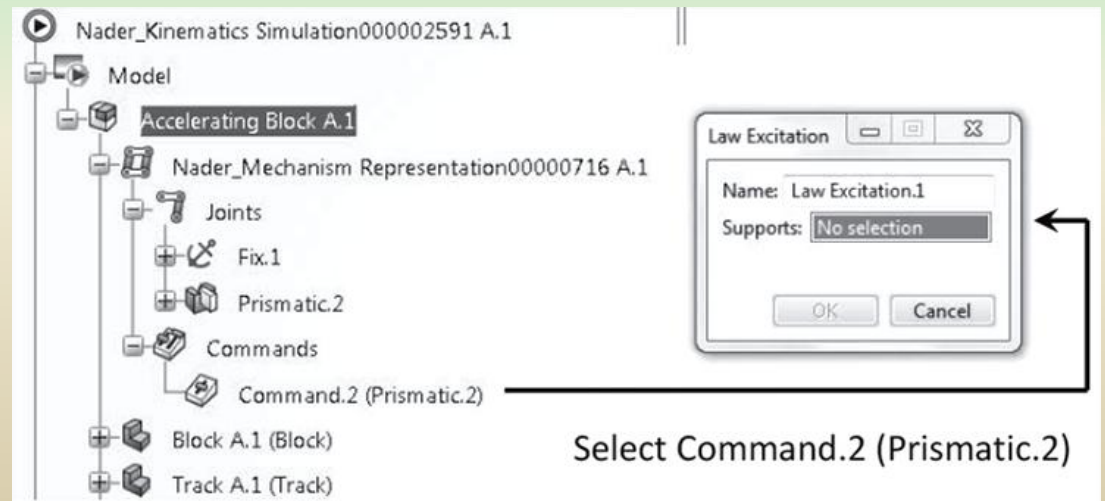 Nader_Kinematics Simulation000002591 A.1
Model
Accelerating Block A.1
Nader_Mechanism Representation00000716 A.1
Joints
Fix.1
Prismatic.2
Commands
Command.2 (Prismatic.2)
Block A.1 (Block)
Track A.1 (Track)
Law Excitation
Name: Law Excitation.1
Supports: No selection
OK Cancel
Select Command.2 (Prismatic.2)